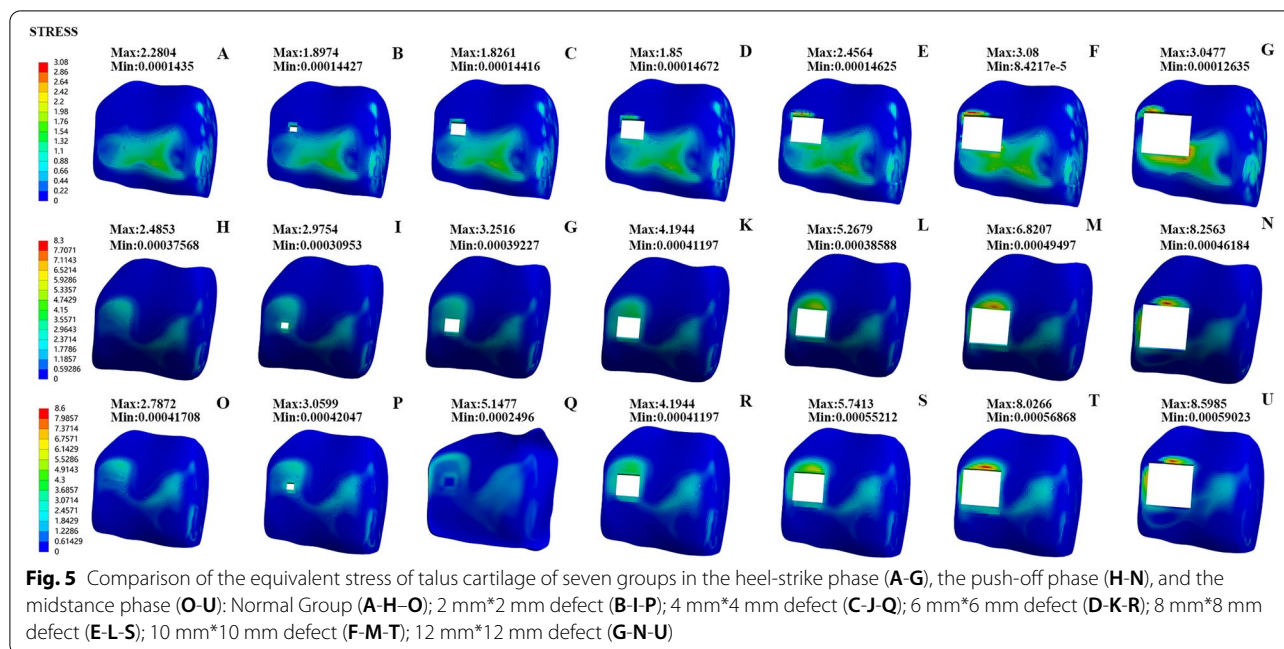 STRESS
Max:2.2804 A
Min:0.0001435
Max:1.8974 B
Min:0.00014427
Max:1.8261 C
Min:0.00014416
Max:1.85 D
Min:0.00014672
Max:2.4564 E
Min:0.00014625
Max:3.08 F
Min:8.4217e-5
Max:3.0477 G
Min:0.00012635
3.08
2.86
2.64
2.42
2.2
1.98
1.76
1.54
1.32
1.1
0.88
0.66
0.44
0.22
0
Max:2.4853 H
Min:0.00037568
Max:2.9754 I
Min:0.00030953
Max:3.2516 G
Min:0.00039227
Max:4.1944 K
Min:0.00041197
Max:5.2679 L
Min:0.00038588
Max:6.8207 M
Min:0.00049497
Max:8.2563 N
Min:0.00046184
8.3
7.7071
7.1143
6.5214
5.9286
5.3357
4.7429
4.15
3.5571
2.9643
2.3714
1.7786
1.1857
0.59286
0
Max:2.7872 O
Min:0.00041708
Max:3.0599 P
Min:0.00042047
Max:5.1477 Q
Min:0.0002496
Max:4.1944 R
Min:0.00041197
Max:5.7413 S
Min:0.00055212
Max:8.0266 T
Min:0.00056868
Max:8.5985 U
Min:0.00059023
8.6
7.9857
7.3714
6.7571
6.1429
5.5286
4.9143
4.3
3.6857
3.0714
2.4571
1.8429
1.2286
0.61429
0
Fig. 5 Comparison of the equivalent stress of talus cartilage of seven groups in the heel-strike phase (A-G), the push-off phase (H-N), and the
midstance phase (O-U): Normal Group (A-H–O); 2 mm*2 mm defect (B-I-P); 4 mm*4 mm defect (C-J-Q); 6 mm*6 mm defect (D-K-R); 8 mm*8 mm
defect (E-L-S); 10 mm*10 mm defect (F-M-T); 12 mm*12 mm defect (G-N-U)